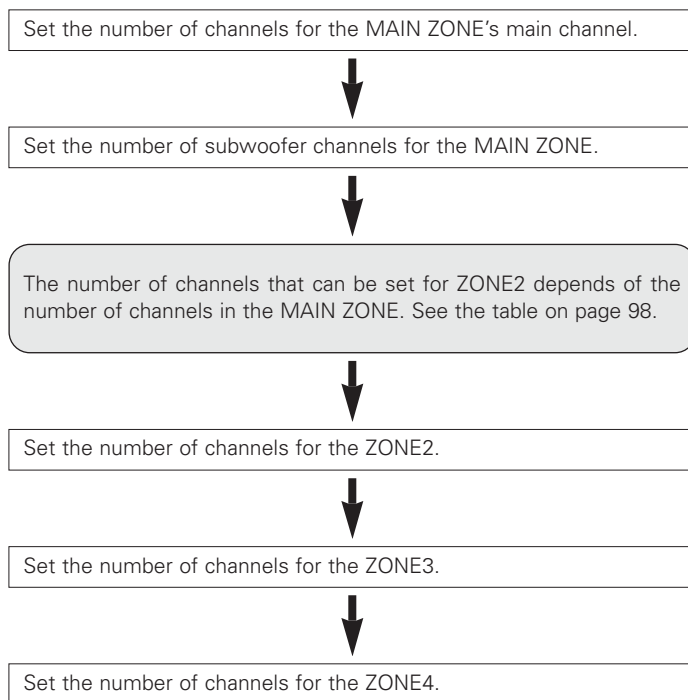 Set the number of channels for the MAIN ZONE’s main channel.
Set the number of subwoofer channels for the MAIN ZONE.
The number of channels that can be set for ZONE2 depends of the
number of channels in the MAIN ZONE. See the table on page 98.
Set the number of channels for the ZONE2.
Set the number of channels for the ZONE3.
Set the number of channels for the ZONE4.